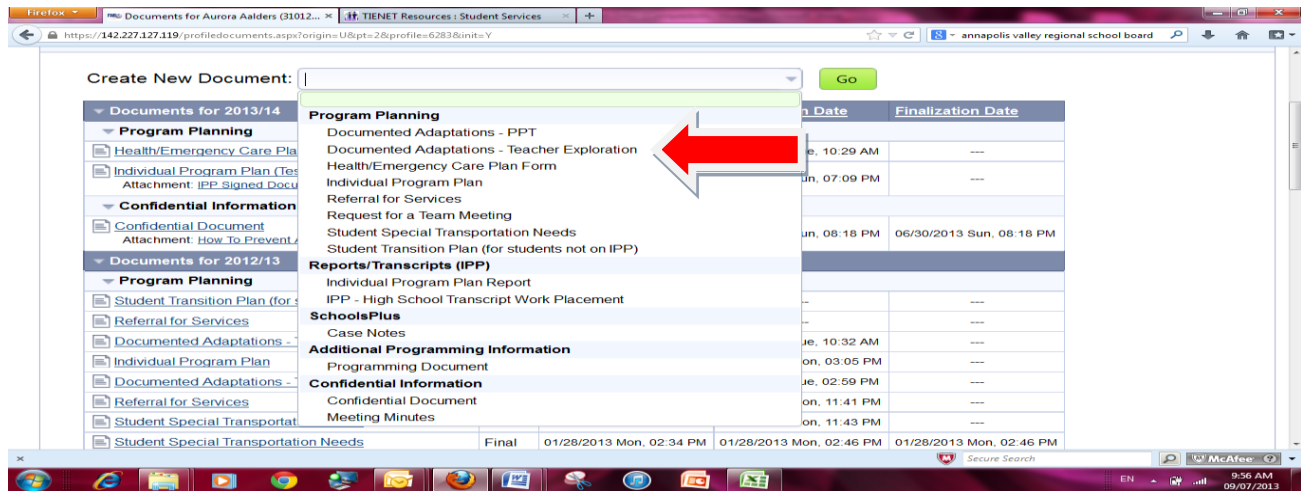 Firefox
Documents for Aurora Aalders (31012... × TIENET Resources : Student Services × +
https://142.227.127.119/profiledocuments.aspx?origin=U&pt=2&profile=6283&init=Y annapolis valley regional school board
Create New Document: Go
Documents for 2013/14 n Date Finalization Date
Program Planning
Program Planning
Documented Adaptations - PPT
Health/Emergency Care Pla Documented Adaptations - Teacher Exploration e, 10:29 AM ---
Health/Emergency Care Plan Form
Individual Program Plan (Tes
Individual Program Plan un, 07:09 PM ---
Attachment: IPP Signed Docu
Referral for Services
Confidential Information Request for a Team Meeting
Confidential Document Student Special Transportation Needs un, 08:18 PM 06/30/2013 Sun, 08:18 PM
Attachment: How To Prevent Student Transition Plan (for students not on IPP)
Documents for 2012/13 Reports/Transcripts (IPP)
Program Planning Individual Program Plan Report
Student Transition Plan (for s IPP - High School Transcript Work Placement -- ---
Referral for Services SchoolsPlus - ---
Case Notes
Documented Adaptations - ue, 10:32 AM ---
Additional Programming Information
Individual Program Plan Programming Document on, 03:05 PM ---
Documented Adaptations - Confidential Information ue, 02:59 PM ---
Referral for Services Confidential Document on, 11:41 PM ---
Student Special Transportat Meeting Minutes on, 11:43 PM ---
Student Special Transportation Needs Final 01/28/2013 Mon, 02:34 PM 01/28/2013 Mon, 02:46 PM 01/28/2013 Mon, 02:46 PM
× Secure Search McAfee
EN 9:56 AM
09/07/2013